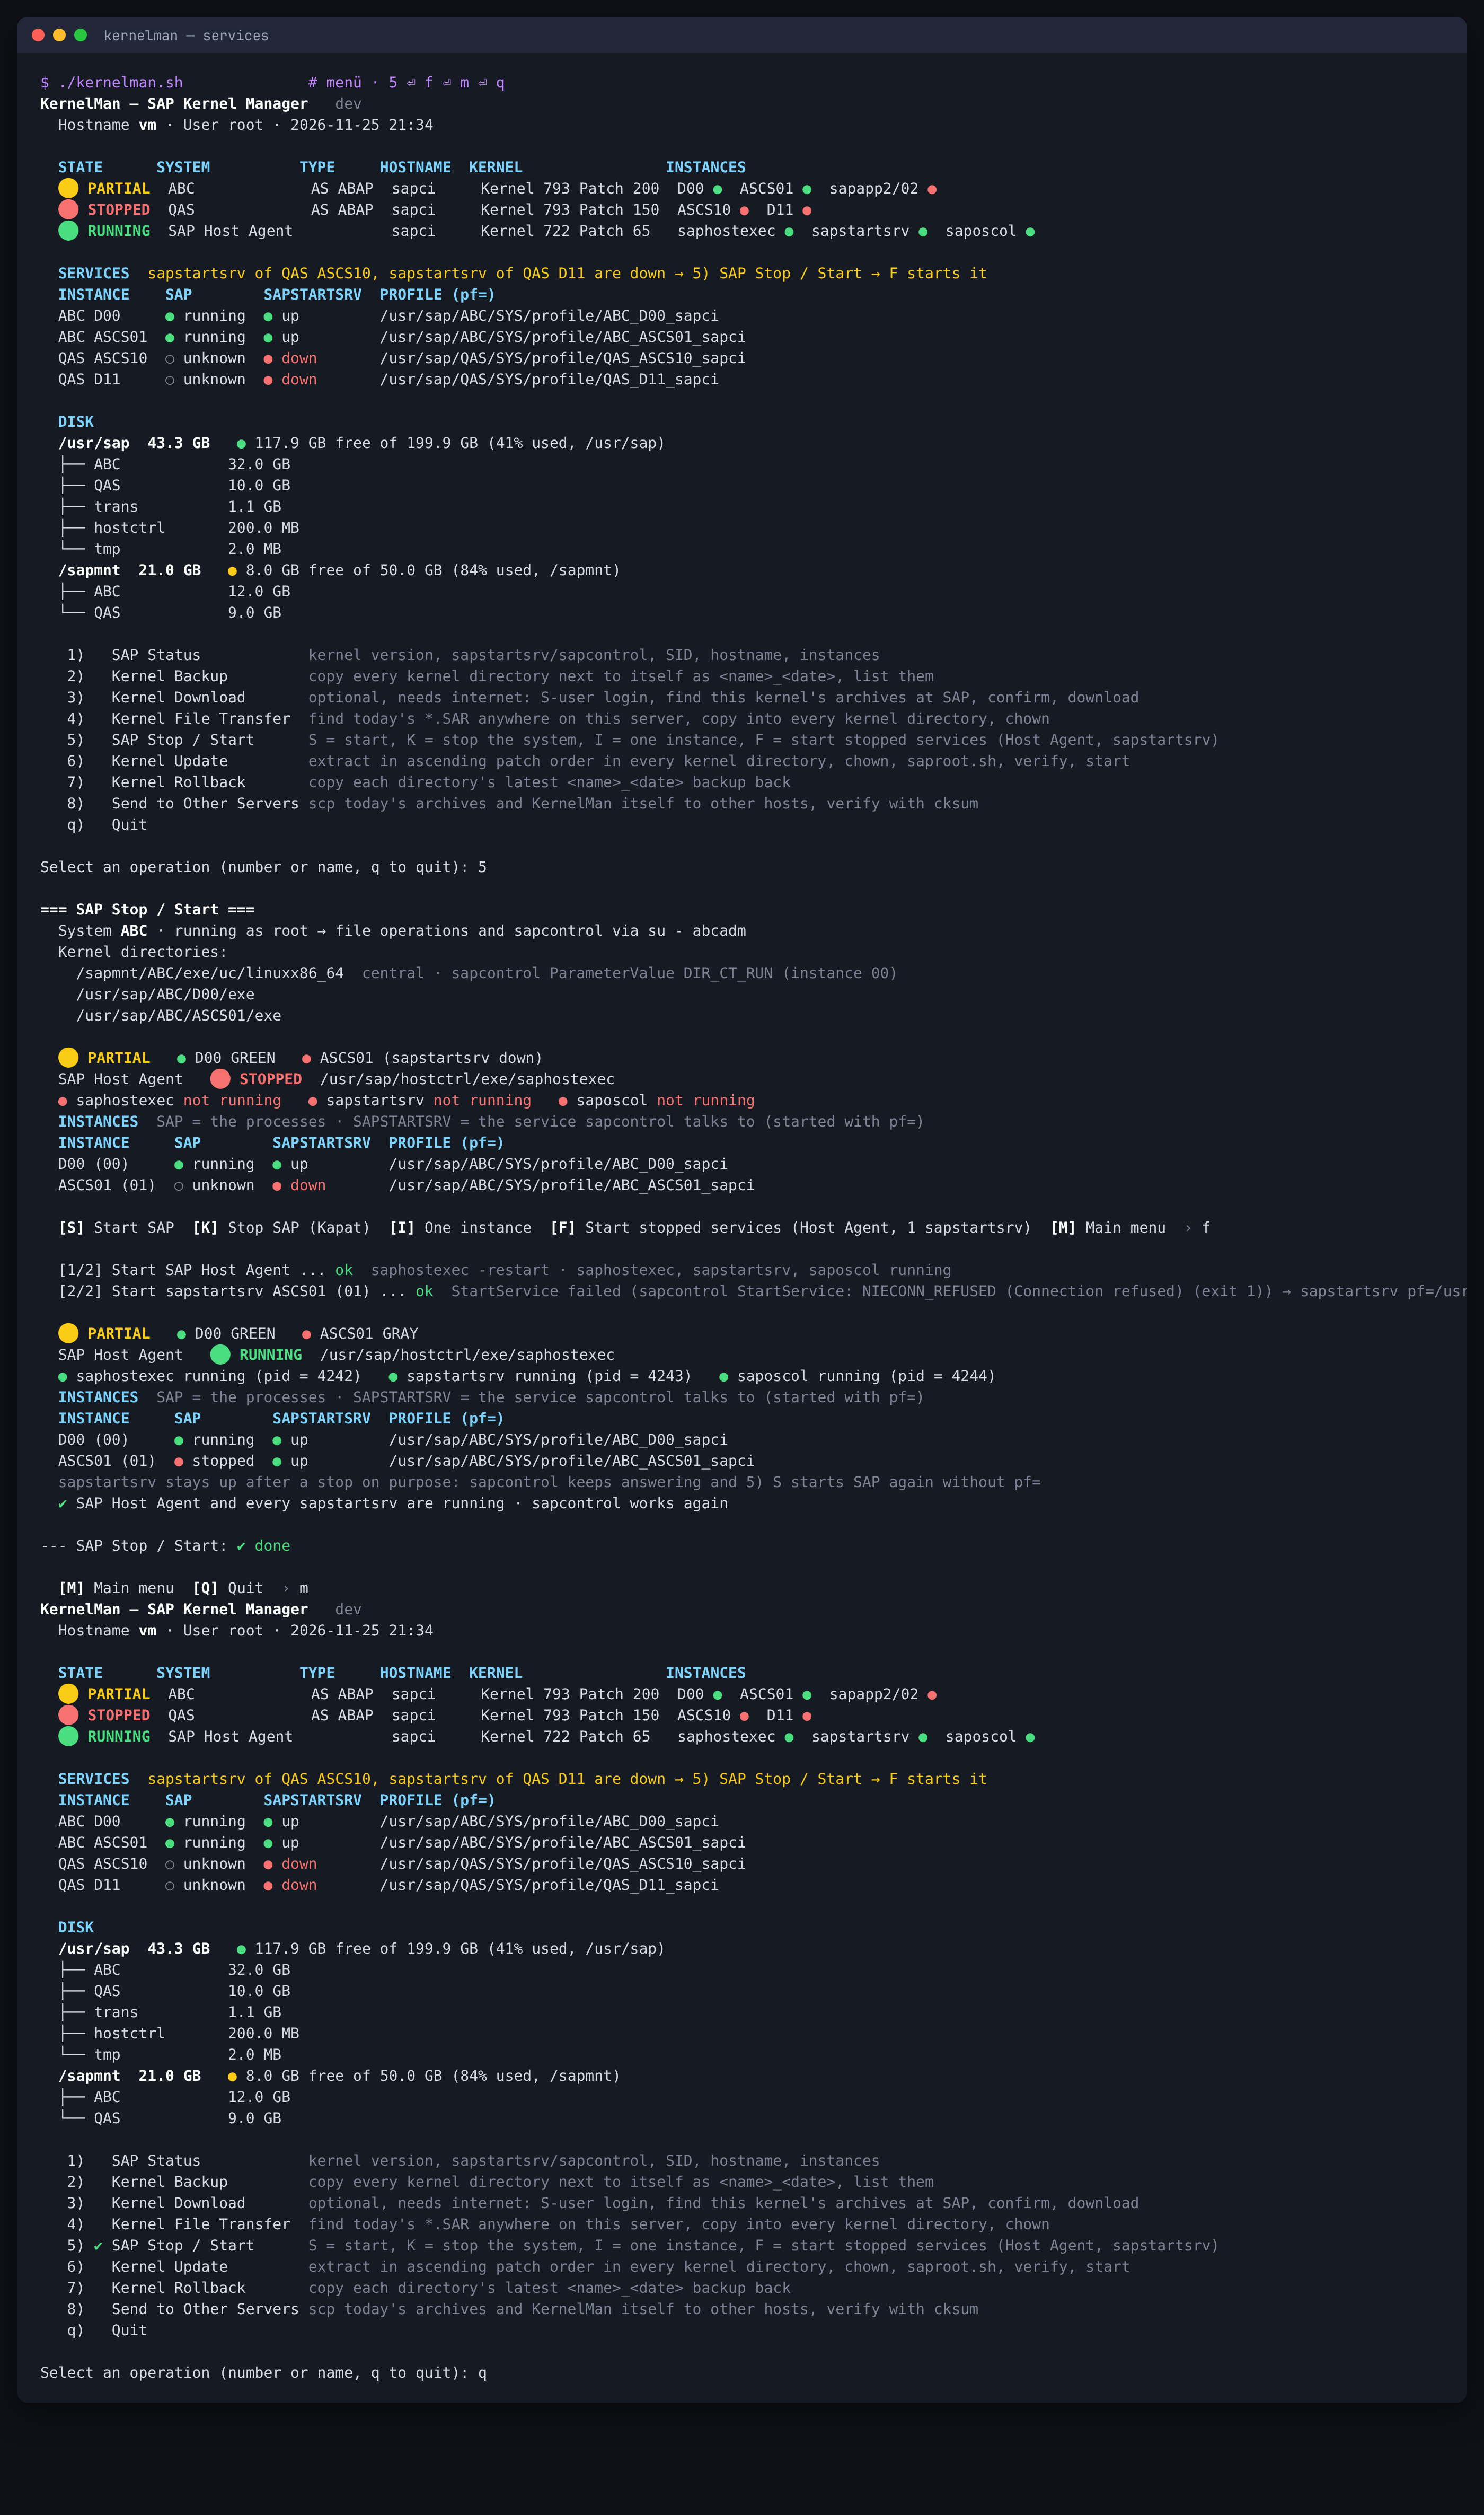 kernelman — services
$ ./kernelman.sh              # menü · 5 ⏎ f ⏎ m ⏎ q
KernelMan — SAP Kernel Manager   dev
  Hostname vm · User root · 2026-11-25 21:34

  STATE      SYSTEM          TYPE     HOSTNAME  KERNEL                INSTANCES
  ● PARTIAL  ABC             AS ABAP  sapci     Kernel 793 Patch 200  D00 ●  ASCS01 ●  sapapp2/02 ●
  ● STOPPED  QAS             AS ABAP  sapci     Kernel 793 Patch 150  ASCS10 ●  D11 ●
  ● RUNNING  SAP Host Agent           sapci     Kernel 722 Patch 65   saphostexec ●  sapstartsrv ●  saposcol ●

  SERVICES  sapstartsrv of QAS ASCS10, sapstartsrv of QAS D11 are down → 5) SAP Stop / Start → F starts it
  INSTANCE    SAP        SAPSTARTSRV  PROFILE (pf=)
  ABC D00     ● running  ● up         /usr/sap/ABC/SYS/profile/ABC_D00_sapci
  ABC ASCS01  ● running  ● up         /usr/sap/ABC/SYS/profile/ABC_ASCS01_sapci
  QAS ASCS10  ○ unknown  ● down       /usr/sap/QAS/SYS/profile/QAS_ASCS10_sapci
  QAS D11     ○ unknown  ● down       /usr/sap/QAS/SYS/profile/QAS_D11_sapci

  DISK
  /usr/sap  43.3 GB   ● 117.9 GB free of 199.9 GB (41% used, /usr/sap)
  ├── ABC            32.0 GB
  ├── QAS            10.0 GB
  ├── trans          1.1 GB
  ├── hostctrl       200.0 MB
  └── tmp            2.0 MB
  /sapmnt  21.0 GB   ● 8.0 GB free of 50.0 GB (84% used, /sapmnt)
  ├── ABC            12.0 GB
  └── QAS            9.0 GB

   1)   SAP Status            kernel version, sapstartsrv/sapcontrol, SID, hostname, instances
   2)   Kernel Backup         copy every kernel directory next to itself as <name>_<date>, list them
   3)   Kernel Download       optional, needs internet: S-user login, find this kernel's archives at SAP, confirm, download
   4)   Kernel File Transfer  find today's *.SAR anywhere on this server, copy into every kernel directory, chown
   5)   SAP Stop / Start      S = start, K = stop the system, I = one instance, F = start stopped services (Host Agent, sapstartsrv)
   6)   Kernel Update         extract in ascending patch order in every kernel directory, chown, saproot.sh, verify, start
   7)   Kernel Rollback       copy each directory's latest <name>_<date> backup back
   8)   Send to Other Servers scp today's archives and KernelMan itself to other hosts, verify with cksum
   q)   Quit

Select an operation (number or name, q to quit): 5

=== SAP Stop / Start ===
  System ABC · running as root → file operations and sapcontrol via su - abcadm
  Kernel directories:
    /sapmnt/ABC/exe/uc/linuxx86_64  central · sapcontrol ParameterValue DIR_CT_RUN (instance 00)
    /usr/sap/ABC/D00/exe
    /usr/sap/ABC/ASCS01/exe

  ● PARTIAL   ● D00 GREEN   ● ASCS01 (sapstartsrv down)
  SAP Host Agent   ● STOPPED  /usr/sap/hostctrl/exe/saphostexec
  ● saphostexec not running   ● sapstartsrv not running   ● saposcol not running
  INSTANCES  SAP = the processes · SAPSTARTSRV = the service sapcontrol talks to (started with pf=)
  INSTANCE     SAP        SAPSTARTSRV  PROFILE (pf=)
  D00 (00)     ● running  ● up         /usr/sap/ABC/SYS/profile/ABC_D00_sapci
  ASCS01 (01)  ○ unknown  ● down       /usr/sap/ABC/SYS/profile/ABC_ASCS01_sapci

  [S] Start SAP  [K] Stop SAP (Kapat)  [I] One instance  [F] Start stopped services (Host Agent, 1 sapstartsrv)  [M] Main menu  › f

  [1/2] Start SAP Host Agent ... ok  saphostexec -restart · saphostexec, sapstartsrv, saposcol running
  [2/2] Start sapstartsrv ASCS01 (01) ... ok  StartService failed (sapcontrol StartService: NIECONN_REFUSED (Connection refused) (exit 1)) → sapstartsrv pf=/usr

  ● PARTIAL   ● D00 GREEN   ● ASCS01 GRAY
  SAP Host Agent   ● RUNNING  /usr/sap/hostctrl/exe/saphostexec
  ● saphostexec running (pid = 4242)   ● sapstartsrv running (pid = 4243)   ● saposcol running (pid = 4244)
  INSTANCES  SAP = the processes · SAPSTARTSRV = the service sapcontrol talks to (started with pf=)
  INSTANCE     SAP        SAPSTARTSRV  PROFILE (pf=)
  D00 (00)     ● running  ● up         /usr/sap/ABC/SYS/profile/ABC_D00_sapci
  ASCS01 (01)  ● stopped  ● up         /usr/sap/ABC/SYS/profile/ABC_ASCS01_sapci
  sapstartsrv stays up after a stop on purpose: sapcontrol keeps answering and 5) S starts SAP again without pf=
  ✔ SAP Host Agent and every sapstartsrv are running · sapcontrol works again

--- SAP Stop / Start: ✔ done

  [M] Main menu  [Q] Quit  › m
KernelMan — SAP Kernel Manager   dev
  Hostname vm · User root · 2026-11-25 21:34

  STATE      SYSTEM          TYPE     HOSTNAME  KERNEL                INSTANCES
  ● PARTIAL  ABC             AS ABAP  sapci     Kernel 793 Patch 200  D00 ●  ASCS01 ●  sapapp2/02 ●
  ● STOPPED  QAS             AS ABAP  sapci     Kernel 793 Patch 150  ASCS10 ●  D11 ●
  ● RUNNING  SAP Host Agent           sapci     Kernel 722 Patch 65   saphostexec ●  sapstartsrv ●  saposcol ●

  SERVICES  sapstartsrv of QAS ASCS10, sapstartsrv of QAS D11 are down → 5) SAP Stop / Start → F starts it
  INSTANCE    SAP        SAPSTARTSRV  PROFILE (pf=)
  ABC D00     ● running  ● up         /usr/sap/ABC/SYS/profile/ABC_D00_sapci
  ABC ASCS01  ● running  ● up         /usr/sap/ABC/SYS/profile/ABC_ASCS01_sapci
  QAS ASCS10  ○ unknown  ● down       /usr/sap/QAS/SYS/profile/QAS_ASCS10_sapci
  QAS D11     ○ unknown  ● down       /usr/sap/QAS/SYS/profile/QAS_D11_sapci

  DISK
  /usr/sap  43.3 GB   ● 117.9 GB free of 199.9 GB (41% used, /usr/sap)
  ├── ABC            32.0 GB
  ├── QAS            10.0 GB
  ├── trans          1.1 GB
  ├── hostctrl       200.0 MB
  └── tmp            2.0 MB
  /sapmnt  21.0 GB   ● 8.0 GB free of 50.0 GB (84% used, /sapmnt)
  ├── ABC            12.0 GB
  └── QAS            9.0 GB

   1)   SAP Status            kernel version, sapstartsrv/sapcontrol, SID, hostname, instances
   2)   Kernel Backup         copy every kernel directory next to itself as <name>_<date>, list them
   3)   Kernel Download       optional, needs internet: S-user login, find this kernel's archives at SAP, confirm, download
   4)   Kernel File Transfer  find today's *.SAR anywhere on this server, copy into every kernel directory, chown
   5) ✔ SAP Stop / Start      S = start, K = stop the system, I = one instance, F = start stopped services (Host Agent, sapstartsrv)
   6)   Kernel Update         extract in ascending patch order in every kernel directory, chown, saproot.sh, verify, start
   7)   Kernel Rollback       copy each directory's latest <name>_<date> backup back
   8)   Send to Other Servers scp today's archives and KernelMan itself to other hosts, verify with cksum
   q)   Quit

Select an operation (number or name, q to quit): q